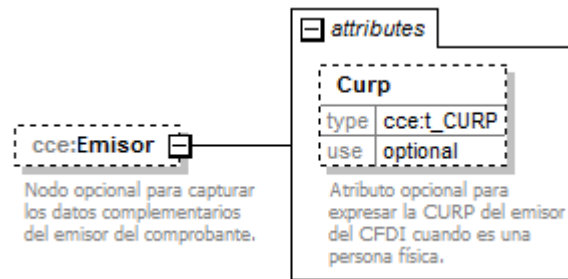 attributes
Curp
type cce:t_CURP
use optional
cce:Emisor
Nodo opcional para capturar
los datos complementarios
del emisor del comprobante.
Atributo opcional para
expresar la CURP del emisor
del CFDI cuando es una
persona física.